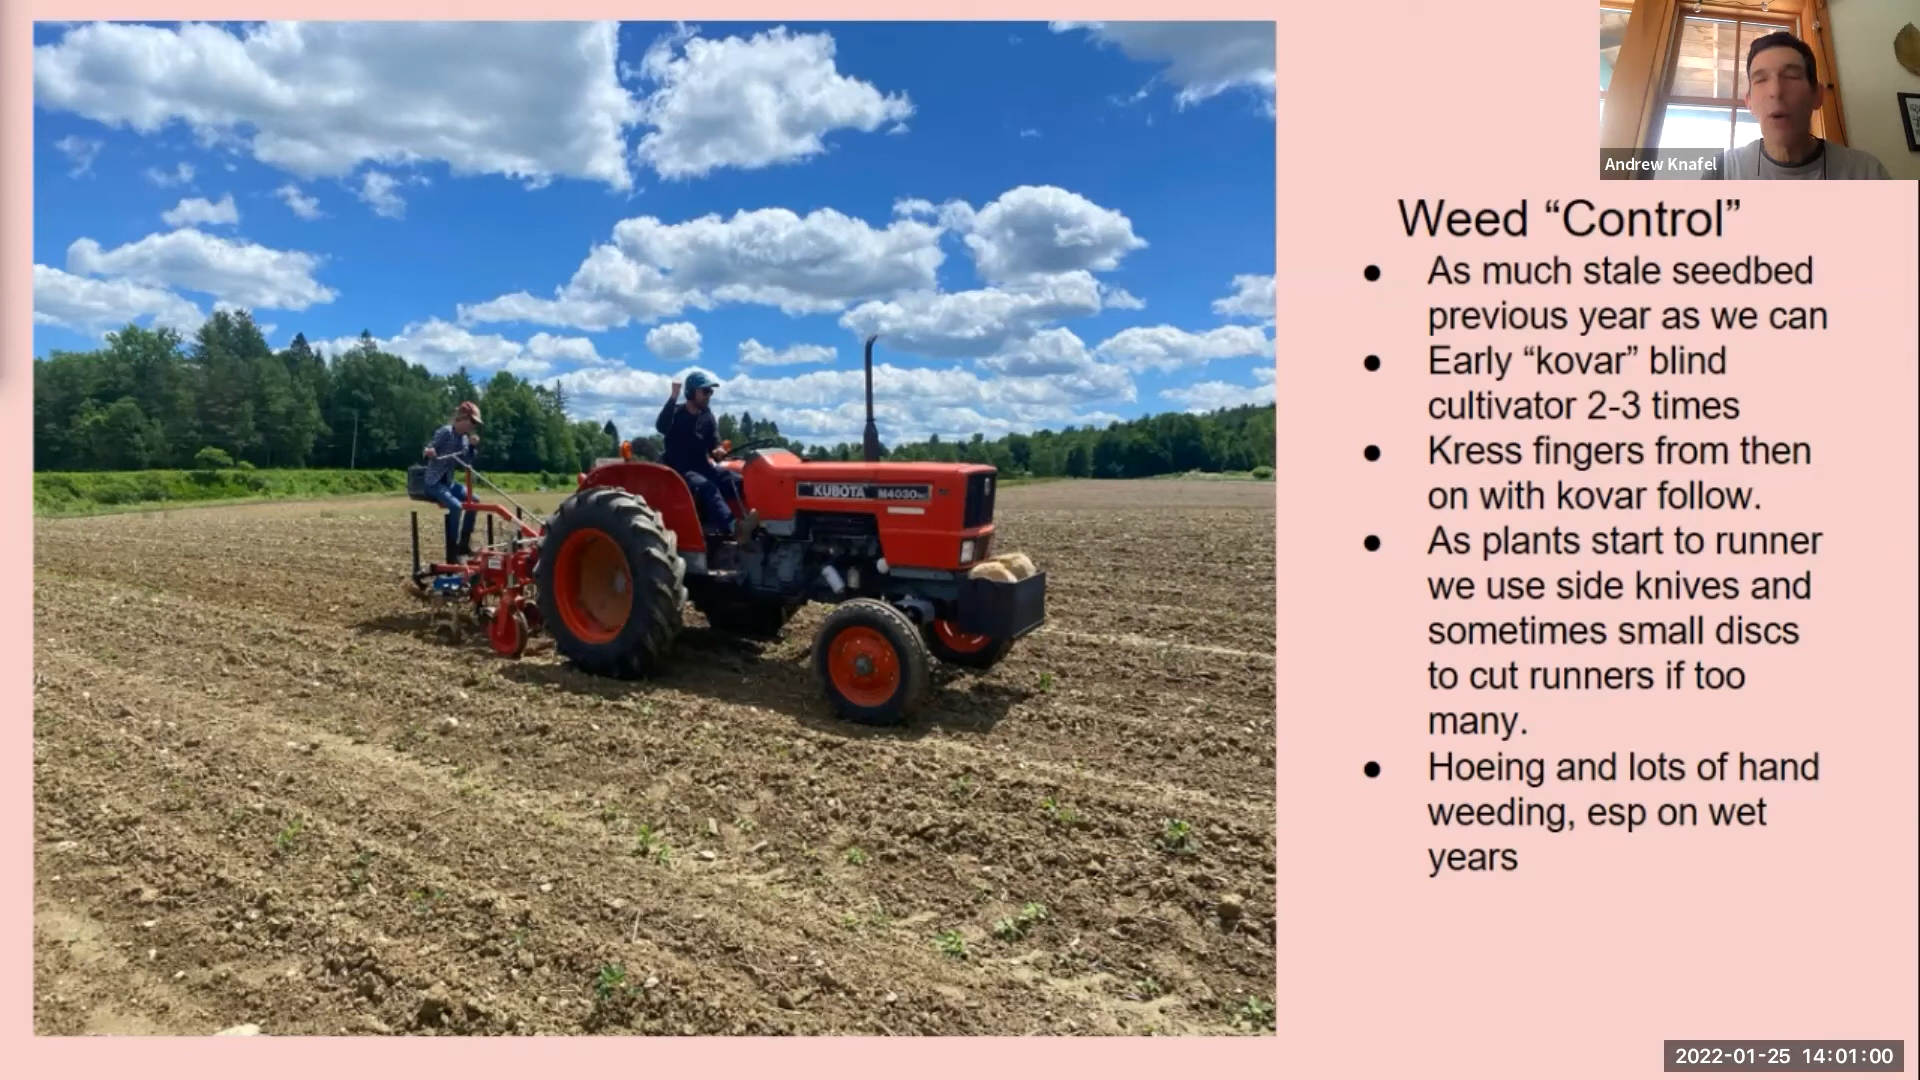 Andrew Knafel
Weed “Control”
● As much stale seedbed
previous year as we can
● Early “kovar” blind
cultivator 2-3 times
● Kress fingers from then
on with kovar follow.
● As plants start to runner
we use side knives and
sometimes small discs
to cut runners if too
many.
● Hoeing and lots of hand
weeding, esp on wet
years
KUBOTA M4030
2022-01-25 14:01:00